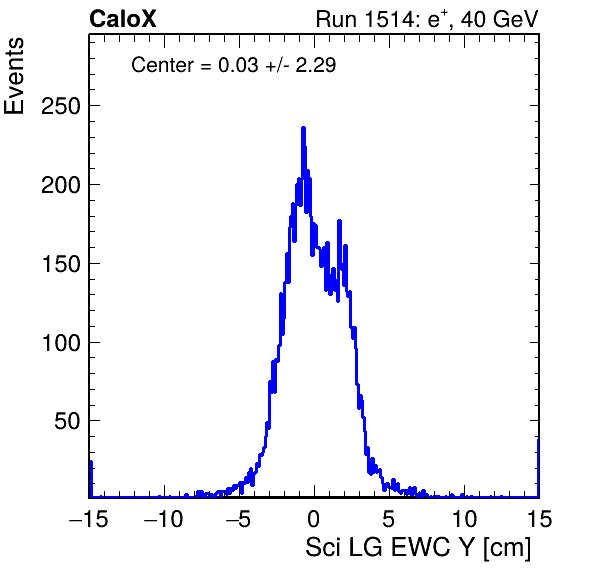 CaloX Run 1514: e+, 40 GeV
Center = 0.03 +/- 2.29
Events
250
200
150
100
50
−15 −10 −5 0 5 10 15
Sci LG EWC Y [cm]